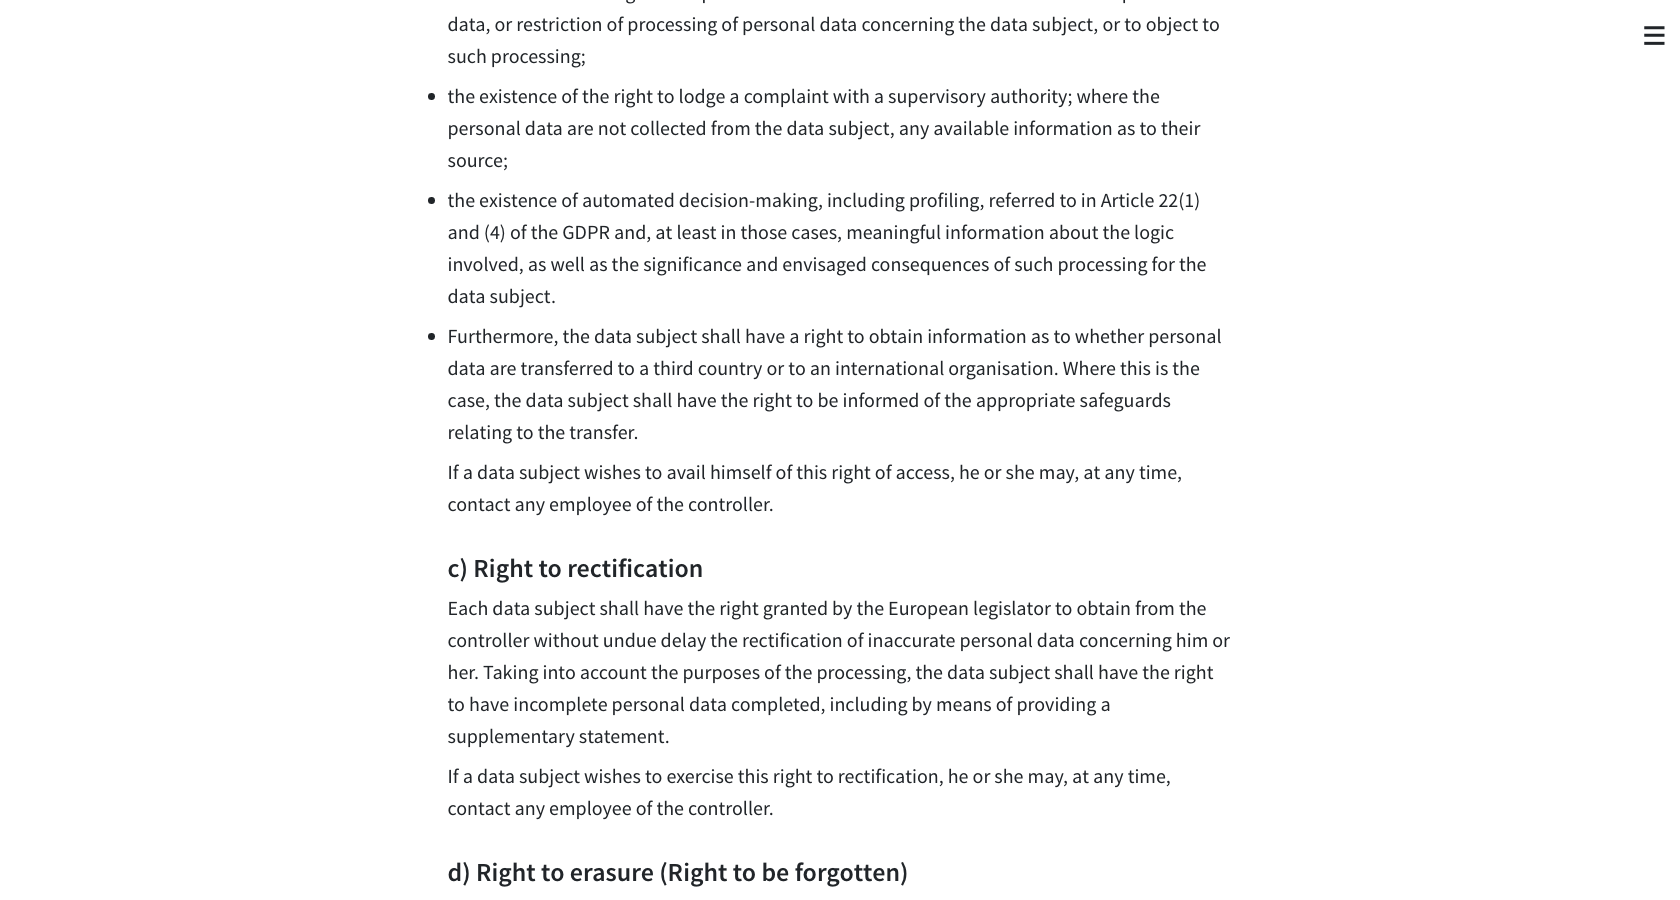 data, or restriction of processing of personal data concerning the data subject, or to object to
such processing;
the existence of the right to lodge a complaint with a supervisory authority; where the
personal data are not collected from the data subject, any available information as to their
source;
the existence of automated decision-making, including profiling, referred to in Article 22(1)
and (4) of the GDPR and, at least in those cases, meaningful information about the logic
involved, as well as the significance and envisaged consequences of such processing for the
data subject.
Furthermore, the data subject shall have a right to obtain information as to whether personal
data are transferred to a third country or to an international organisation. Where this is the
case, the data subject shall have the right to be informed of the appropriate safeguards
relating to the transfer.
If a data subject wishes to avail himself of this right of access, he or she may, at any time,
contact any employee of the controller.
c) Right to rectification
Each data subject shall have the right granted by the European legislator to obtain from the
controller without undue delay the rectification of inaccurate personal data concerning him or
her. Taking into account the purposes of the processing, the data subject shall have the right
to have incomplete personal data completed, including by means of providing a
supplementary statement.
If a data subject wishes to exercise this right to rectification, he or she may, at any time,
contact any employee of the controller.
d) Right to erasure (Right to be forgotten)